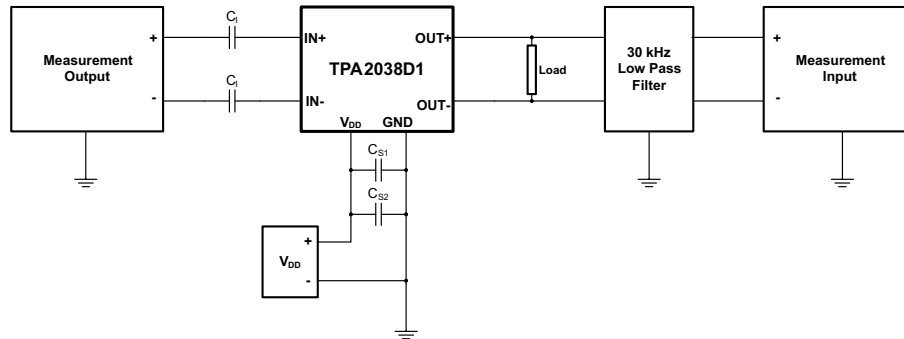 Measurement
Output
+
-
C_I
C_I
IN+
IN-
TPA2038D1
OUT+
OUT-
V_DD
GND
Load
30 kHz
Low Pass
Filter
+
-
Measurement
Input
C_S1
C_S2
V_DD
+
-